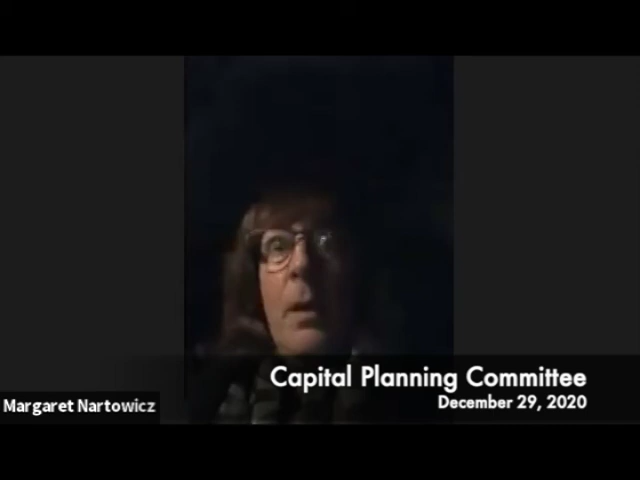 Capital Planning Committee
December 29, 2020
Margaret Nartowicz